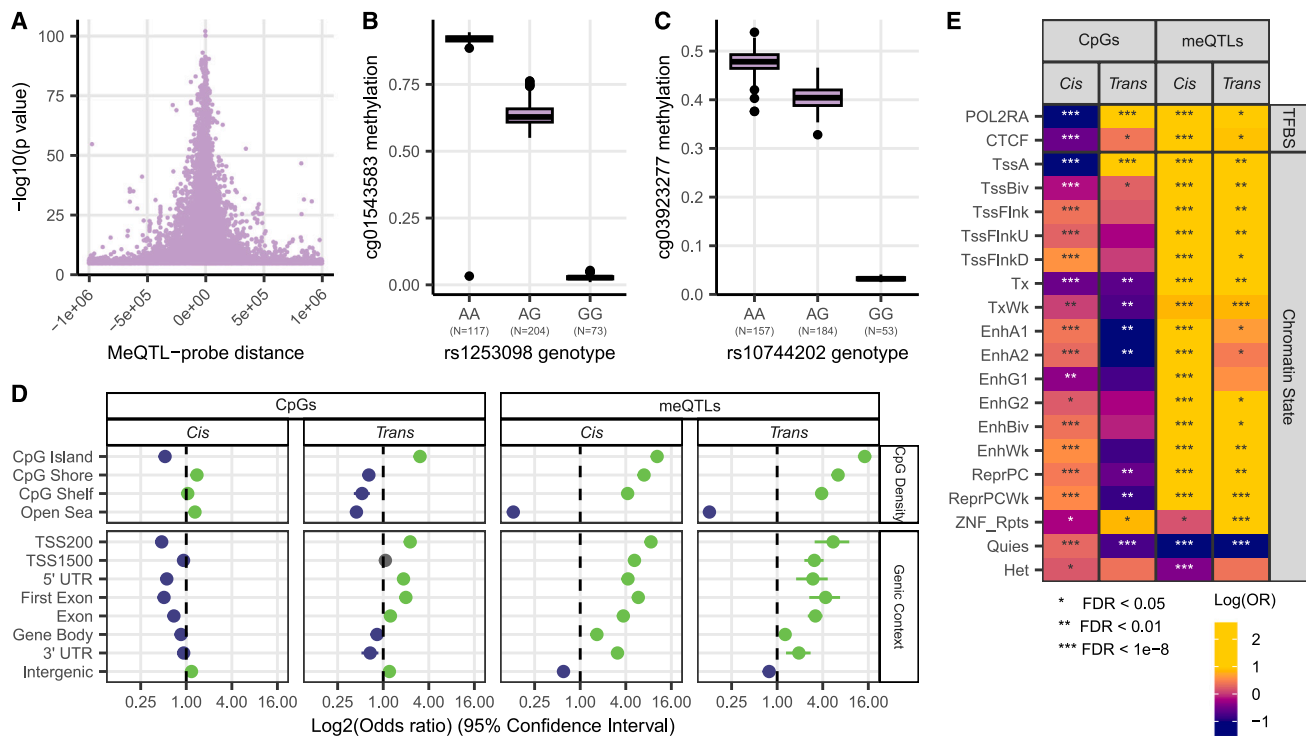 A
−log10(p value)
100
75
50
25
0
−1e+06
−5e+05
0e+00
5e+05
1e+06
MeQTL−probe distance
B
cg01543583 methylation
0.75
0.50
0.25
0.00
AA
AG
GG
(N=117)
(N=204)
(N=73)
rs1253098 genotype
C
cg03923277 methylation
0.5
0.4
0.3
0.2
0.1
0.0
AA
AG
GG
(N=157)
(N=184)
(N=53)
rs10744202 genotype
D
CpGs
meQTLs
Cis
Trans
Cis
Trans
CpG Island
CpG Shore
CpG Shelf
Open Sea
CpG Density
TSS200
TSS1500
5' UTR
First Exon
Exon
Gene Body
3' UTR
Intergenic
Genic Context
0.25 1.00 4.00 16.00
0.25 1.00 4.00 16.00
0.25 1.00 4.00 16.00
0.25 1.00 4.00 16.00
Log2(Odds ratio) (95% Confidence Interval)
E
CpGs
meQTLs
Cis
Trans
Cis
Trans
POL2RA *** *** *** *
CTCF *** * *** *
TFBS
TssA *** *** *** **
TssBiv *** * *** **
TssFlnk *** *** **
TssFlnkU *** *** **
TssFlnkD *** *** *
Tx *** ** *** **
TxWk ** ** *** ***
EnhA1 *** ** *** *
EnhA2 *** ** *** *
EnhG1 ** ***
EnhG2 * *** *
EnhBiv *** *** *
EnhWk *** *** **
ReprPC *** ** *** **
ReprPCWk *** ** *** ***
ZNF_Rpts * * * ***
Quies *** *** *** ***
Het * ***
Chromatin State
* FDR < 0.05
** FDR < 0.01
*** FDR < 1e−8
Log(OR)
2
1
0
−1